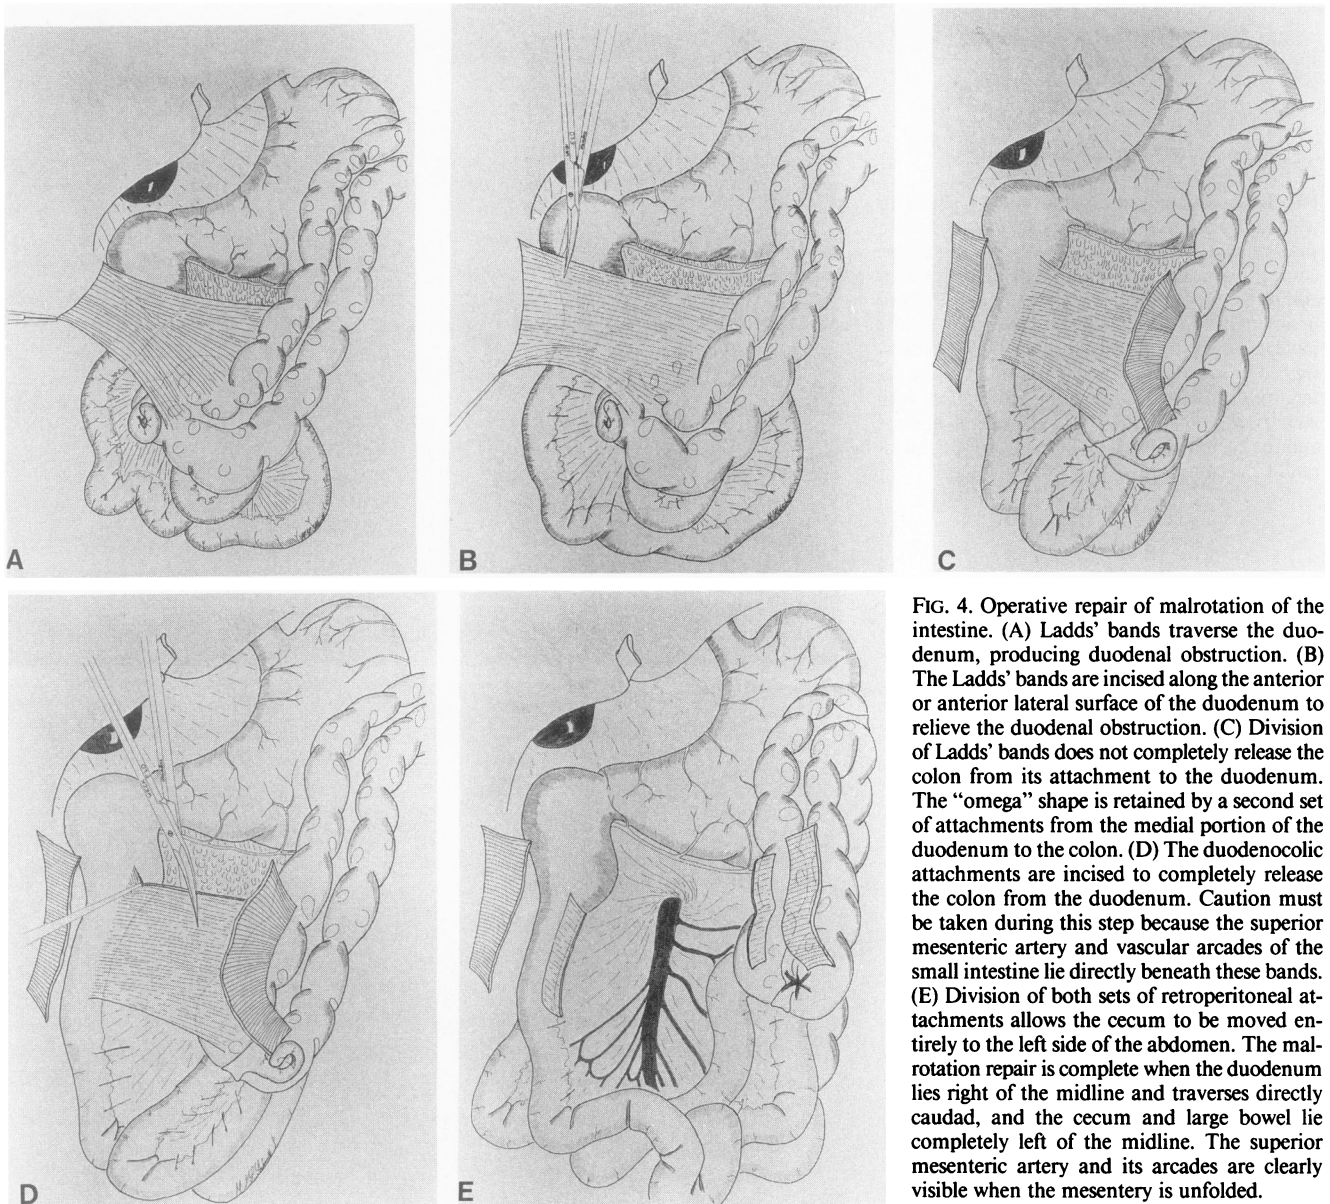 A
B
C
D
E
FIG. 4. Operative repair of malrotation of the
intestine. (A) Ladds' bands traverse the duo-
denum, producing duodenal obstruction. (B)
The Ladds' bands are incised along the anterior
or anterior lateral surface of the duodenum to
relieve the duodenal obstruction. (C) Division
of Ladds' bands does not completely release the
colon from its attachment to the duodenum.
The “omega” shape is retained by a second set
of attachments from the medial portion of the
duodenum to the colon. (D) The duodenocolic
attachments are incised to completely release
the colon from the duodenum. Caution must
be taken during this step because the superior
mesenteric artery and vascular arcades of the
small intestine lie directly beneath these bands.
(E) Division of both sets of retroperitoneal at-
tachments allows the cecum to be moved en-
tirely to the left side of the abdomen. The mal-
rotation repair is complete when the duodenum
lies right of the midline and traverses directly
caudad, and the cecum and large bowel lie
completely left of the midline. The superior
mesenteric artery and its arcades are clearly
visible when the mesentery is unfolded.